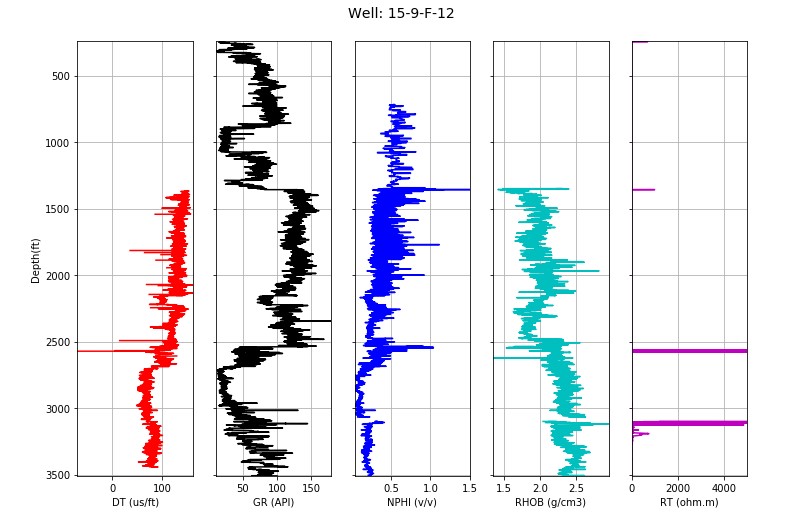 Well: 15-9-F-12
Depth(ft)
500
1000
1500
2000
2500
3000
3500
0 100
DT (us/ft)
50 100 150
GR (API)
0.5 1.0 1.5
NPHI (v/v)
1.5 2.0 2.5
RHOB (g/cm3)
0 2000 4000
RT (ohm.m)